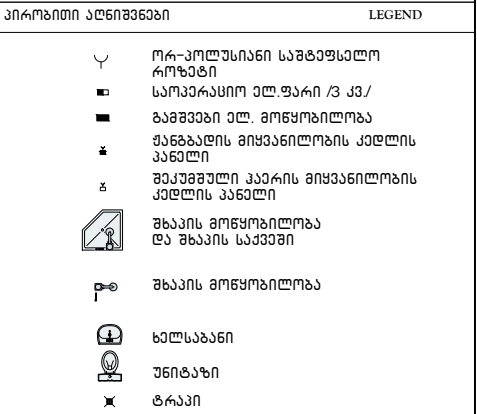 პირობითი აღნიშვნები LEGEND
ორ-პოლუსიანი საშტეფსელო
როზეტი
საოპერაციო ელ.ფარი /3 კვ./
გამშვები ელ. მოწყობილობა
ჟანგბადის მიყვანილობის კედლის
პანელი
შეკუმშული ჰაერის მიყვანილობის
კედლის პანელი
შხაპის მოწყობილობა
და შხაპის საქვეში
შხაპის მოწყობილობა
ხელსაბანი
უნიტაზი
ტრაპი